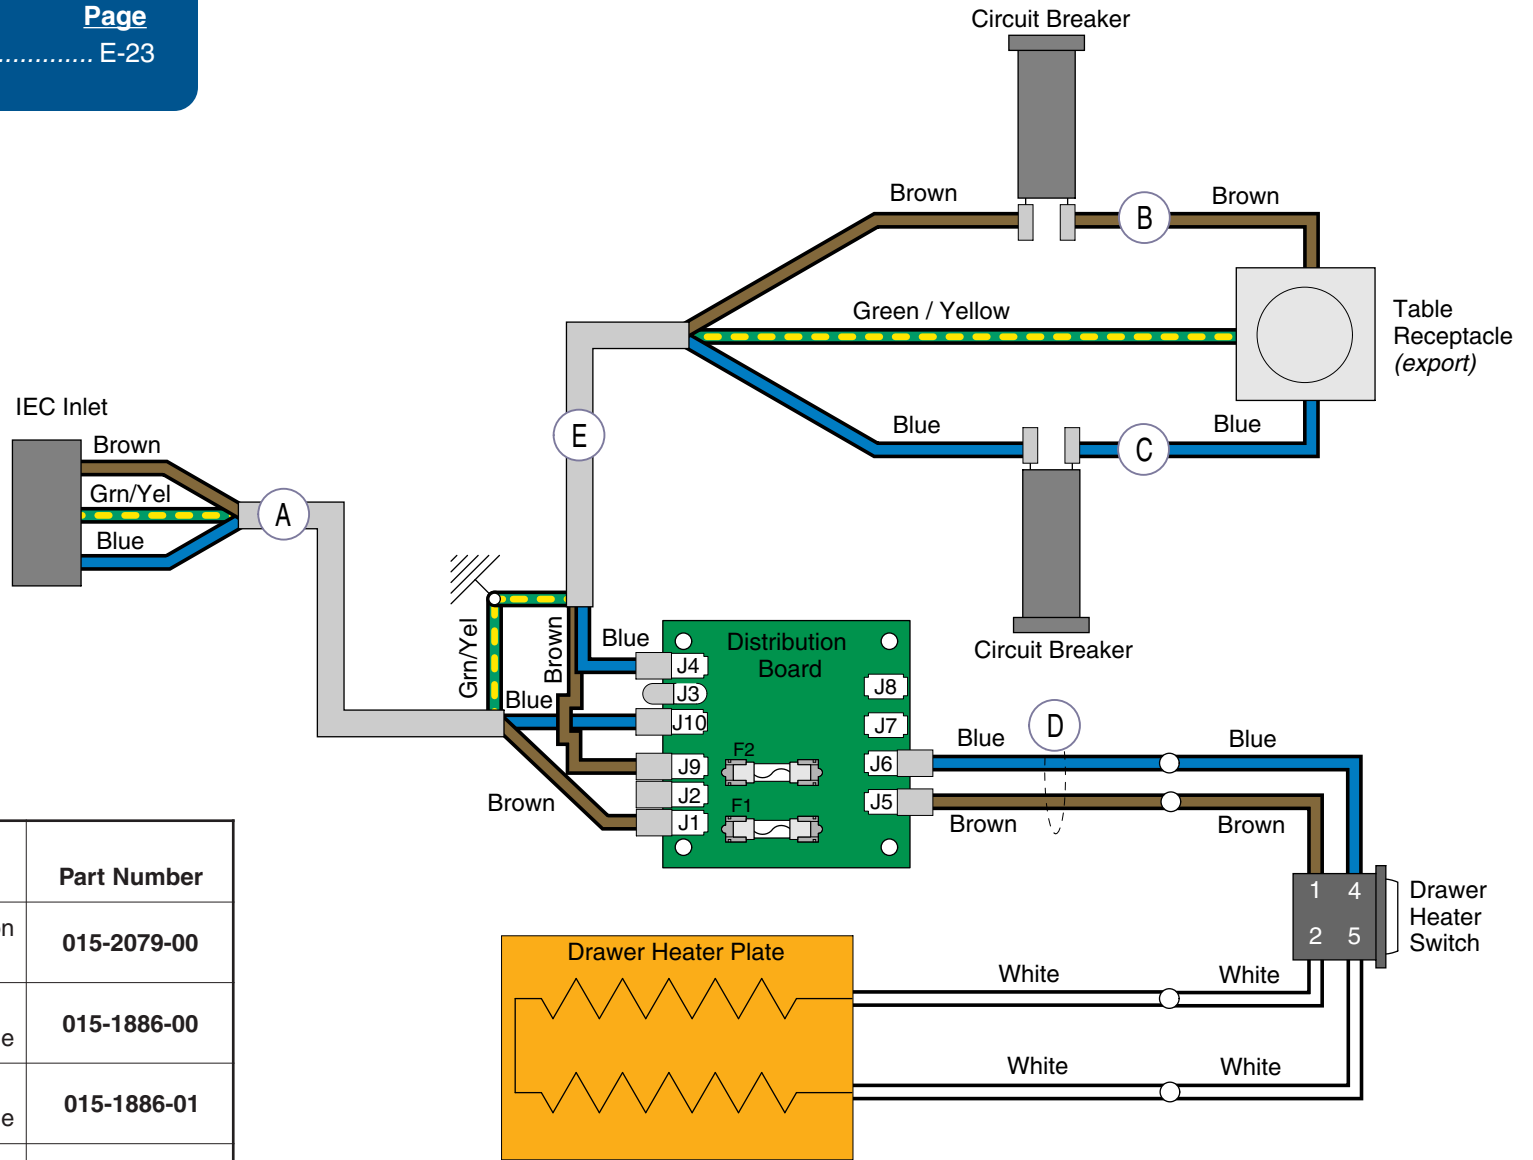 Page
............. E-23
Circuit Breaker
Brown
B
Brown
Green / Yellow
Table
Receptacle
(export)
IEC Inlet
Brown
Grn/Yel
Blue
A
E
Blue
C
Blue
Circuit Breaker
Grn/Yel
Brown
Blue
Blue
Brown
Distribution
Board
J4
J3
J10
J9
J2
J1
F2
F1
J8
J7
J6
J5
Blue
D
Blue
Brown
Brown
1 4
2 5
Drawer
Heater
Switch
Drawer Heater Plate
White
White
White
White
Part Number
on
015-2079-00
e
015-1886-00
e
015-1886-01